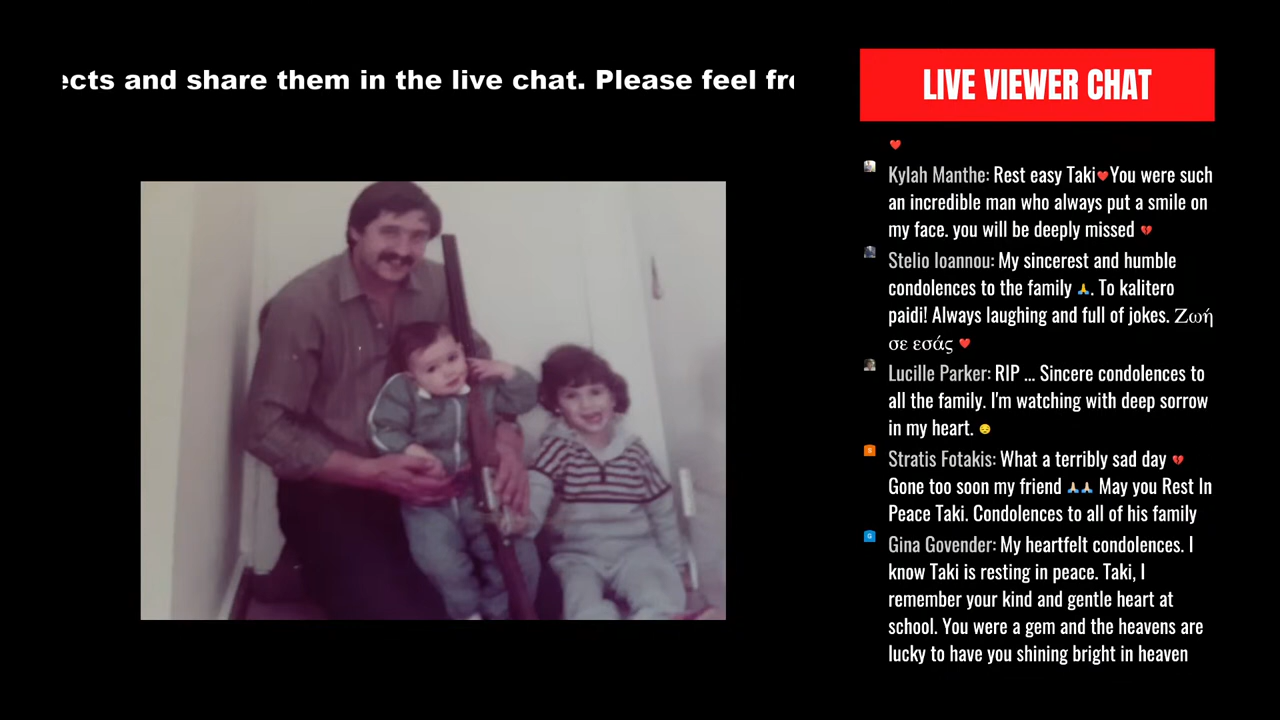 ects and share them in the live chat. Please feel fre
LIVE VIEWER CHAT
❤️
Kylah Manthe: Rest easy Taki❤️You were such
an incredible man who always put a smile on
my face. you will be deeply missed 💔
Stelio Ioannou: My sincerest and humble
condolences to the family 🙏. To kalitero
paidi! Always laughing and full of jokes. Ζωή
σε εσάς ❤️
Lucille Parker: RIP ... Sincere condolences to
all the family. I'm watching with deep sorrow
in my heart. 😔
Stratis Fotakis: What a terribly sad day 💔
Gone too soon my friend 🙏🙏 May you Rest In
Peace Taki. Condolences to all of his family
Gina Govender: My heartfelt condolences. I
know Taki is resting in peace. Taki, I
remember your kind and gentle heart at
school. You were a gem and the heavens are
lucky to have you shining bright in heaven